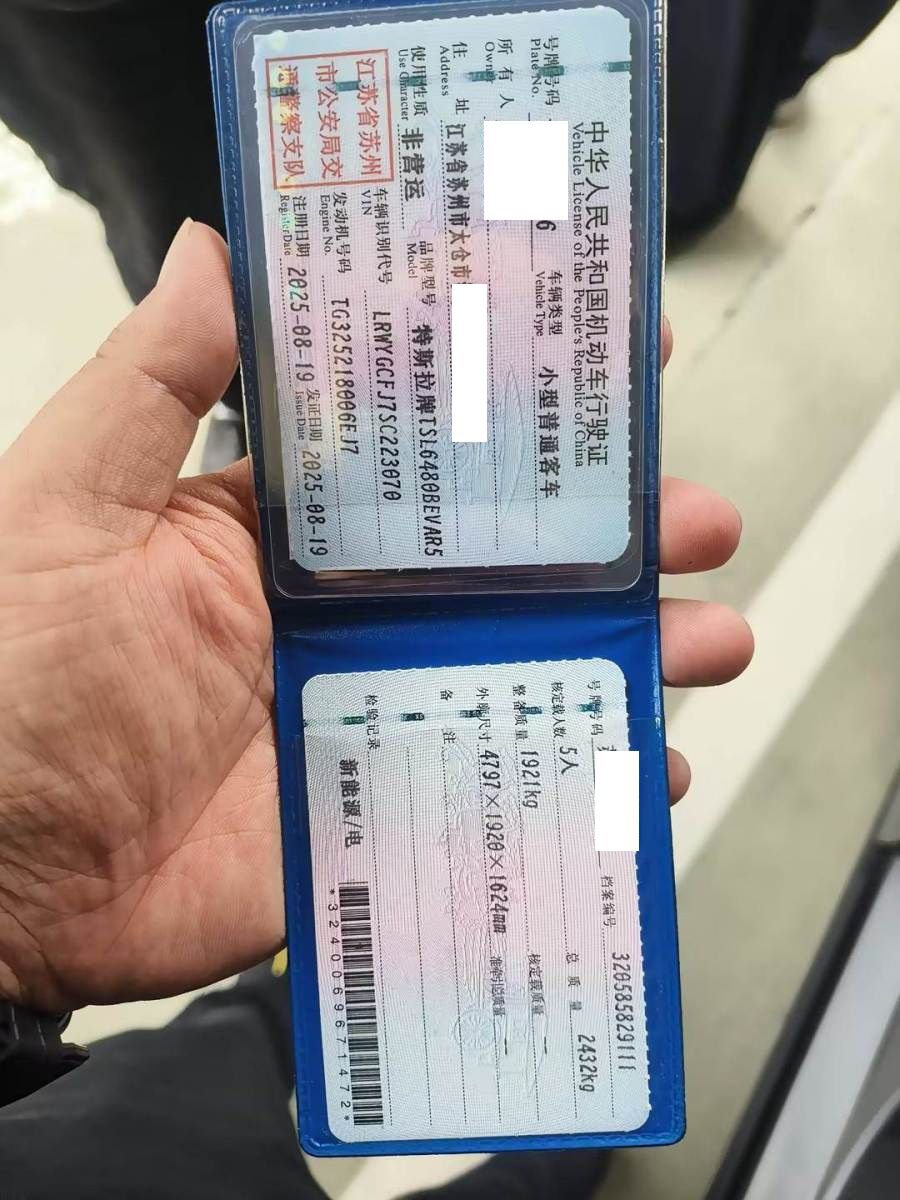 中华人民共和国机动车行驶证
Vehicle License of the People's Republic of China
号牌号码
Plate No.
6
车辆类型
Vehicle Type
小型普通客车
所有人
Owner
住址
Address
江苏省苏州市太仓市
使用性质
Use Character
非营运
品牌型号
Model
特斯拉牌TSL6480BEVAR5
江苏省苏州
市公安局交
通警察支队
车辆识别代号
VIN
LRWYGCFJ7SC223070
发动机号码
Engine No.
TG325218006EJ7
注册日期
Register Date
2025-08-19
发证日期
Issue Date
2025-08-19
号牌号码
档案编号
320585829111
核定载人数
5人
总质量
2432kg
整备质量
1921kg
核定载质量
—
外廓尺寸
4797×1920×1624mm
准牵引总质量
—
备注
检验记录
新能源/电
*3240069671472*